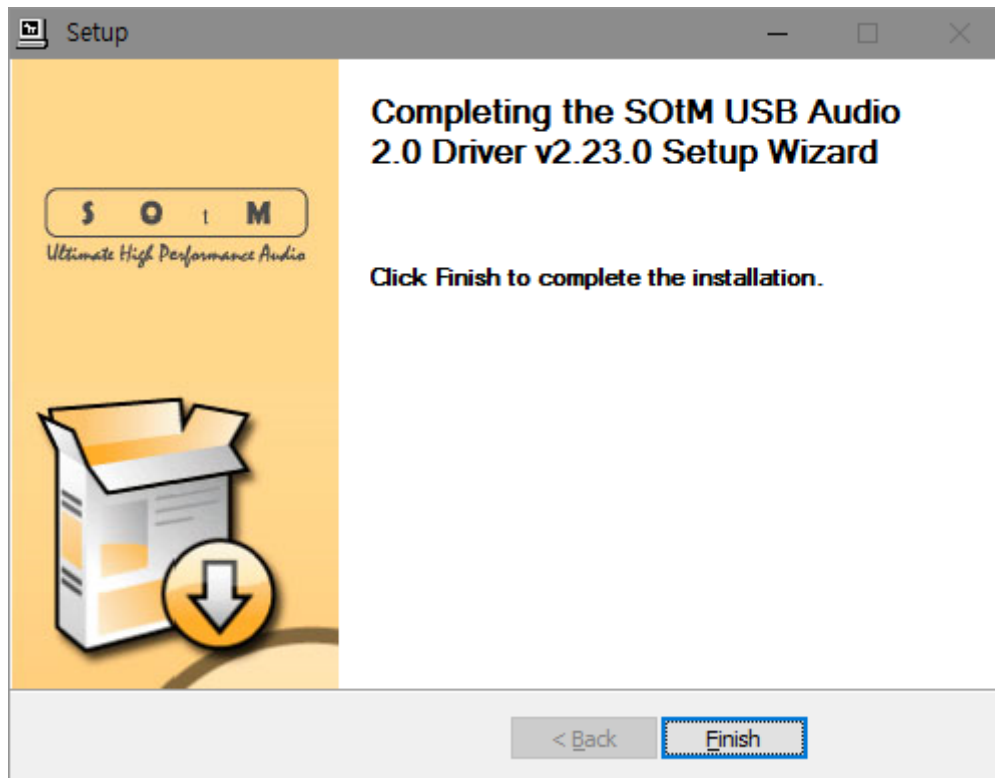 Setup
Completing the SOtM USB Audio
2.0 Driver v2.23.0 Setup Wizard
S O t M
Ultimate High Performance Audio
Click Finish to complete the installation.
< Back
Finish